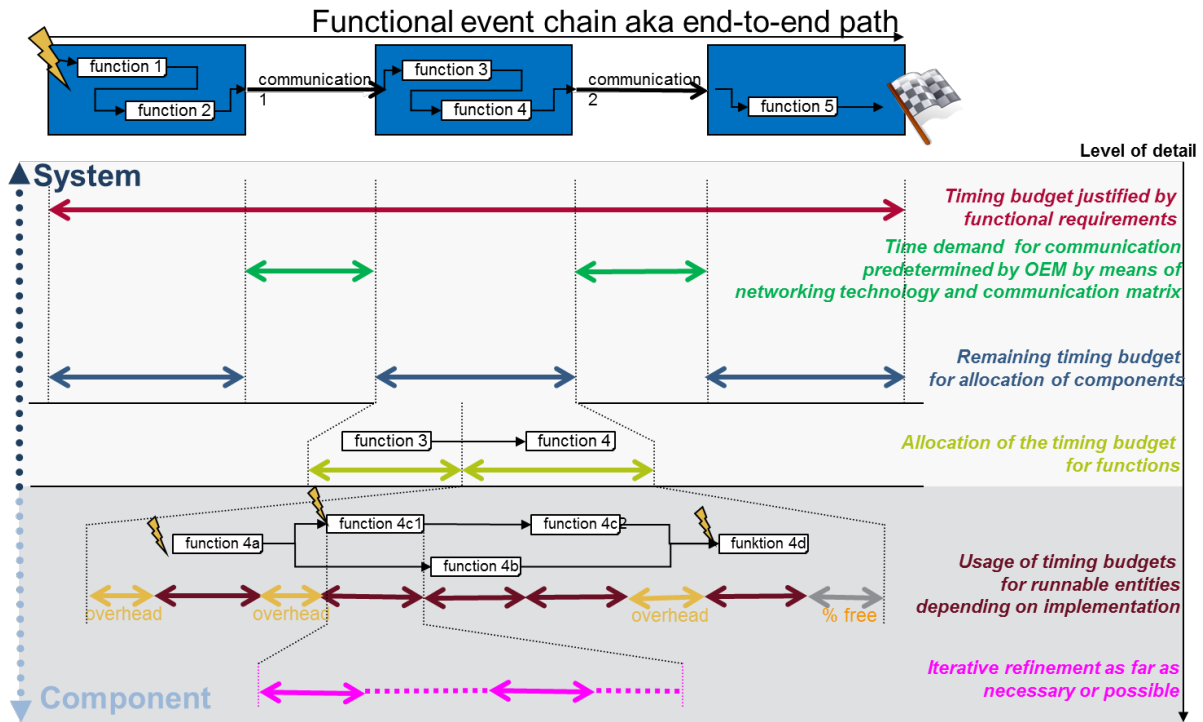 Functional event chain aka end-to-end path
function 1
function 2
communication
1
function 3
function 4
communication
2
function 5
Level of detail
System
Timing budget justified by
functional requirements
Time demand for communication
predetermined by OEM by means of
networking technology and communication matrix
Remaining timing budget
for allocation of components
function 3
function 4
Allocation of the timing budget
for functions
function 4a
function 4c1
function 4c2
function 4b
funktion 4d
overhead
overhead
overhead
% free
Usage of timing budgets
for runnable entities
depending on implementation
Iterative refinement as far as
necessary or possible
Component